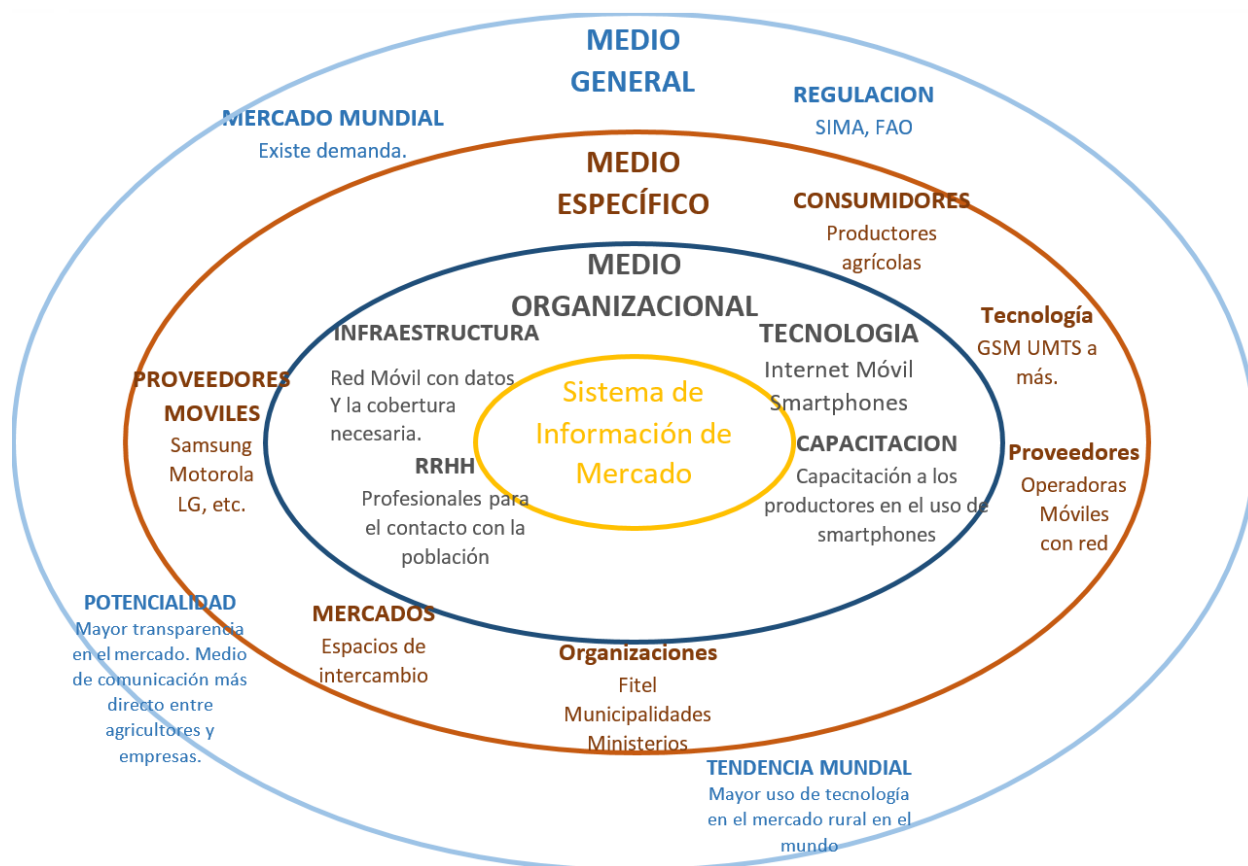 MEDIO
GENERAL
MERCADO MUNDIAL
Existe demanda.
REGULACION
SIMA, FAO
MEDIO
ESPECÍFICO
CONSUMIDORES
Productores
agrícolas
Tecnología
GSM UMTS a
más.
PROVEEDORES
MOVILES
Samsung
Motorola
LG, etc.
Proveedores
Operadoras
Móviles
con red
MERCADOS
Espacios de
intercambio
Organizaciones
Fitel
Municipalidades
Ministerios
MEDIO
ORGANIZACIONAL
INFRAESTRUCTURA
Red Móvil con datos
Y la cobertura
necesaria.
TECNOLOGIA
Internet Móvil
Smartphones
RRHH
Profesionales para
el contacto con la
población
CAPACITACION
Capacitación a los
productores en el uso de
smartphones
Sistema de
Información de
Mercado
POTENCIALIDAD
Mayor transparencia
en el mercado. Medio
de comunicación más
directo entre
agricultores y
empresas.
TENDENCIA MUNDIAL
Mayor uso de tecnología
en el mercado rural en el
mundo